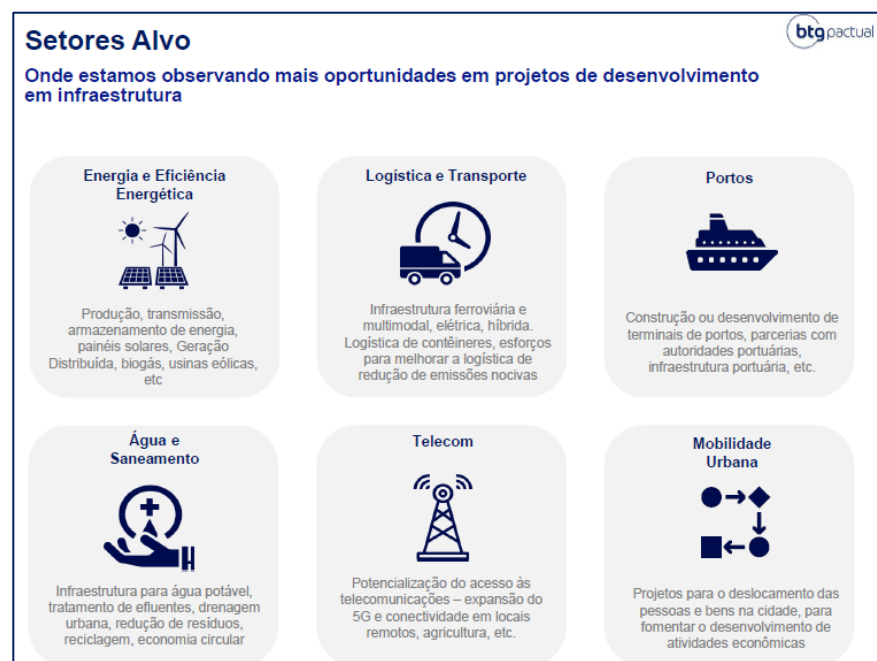 Setores Alvo
btg pactual
Onde estamos observando mais oportunidades em projetos de desenvolvimento
em infraestrutura
Energia e Eficiência
Energética
Produção, transmissão,
armazenamento de energia,
painéis solares, Geração
Distribuída, biogás, usinas eólicas,
etc
Logística e Transporte
Infraestrutura ferroviária e
multimodal, elétrica, híbrida.
Logística de contêineres, esforços
para melhorar a logística de
redução de emissões nocivas
Portos
Construção ou desenvolvimento de
terminais de portos, parcerias com
autoridades portuárias,
infraestrutura portuária, etc.
Água e
Saneamento
Infraestrutura para água potável,
tratamento de efluentes, drenagem
urbana, redução de resíduos,
reciclagem, economia circular
Telecom
Potencialização do acesso às
telecomunicações – expansão do
5G e conectividade em locais
remotos, agricultura, etc.
Mobilidade
Urbana
Projetos para o deslocamento das
pessoas e bens na cidade, para
fomentar o desenvolvimento de
atividades econômicas